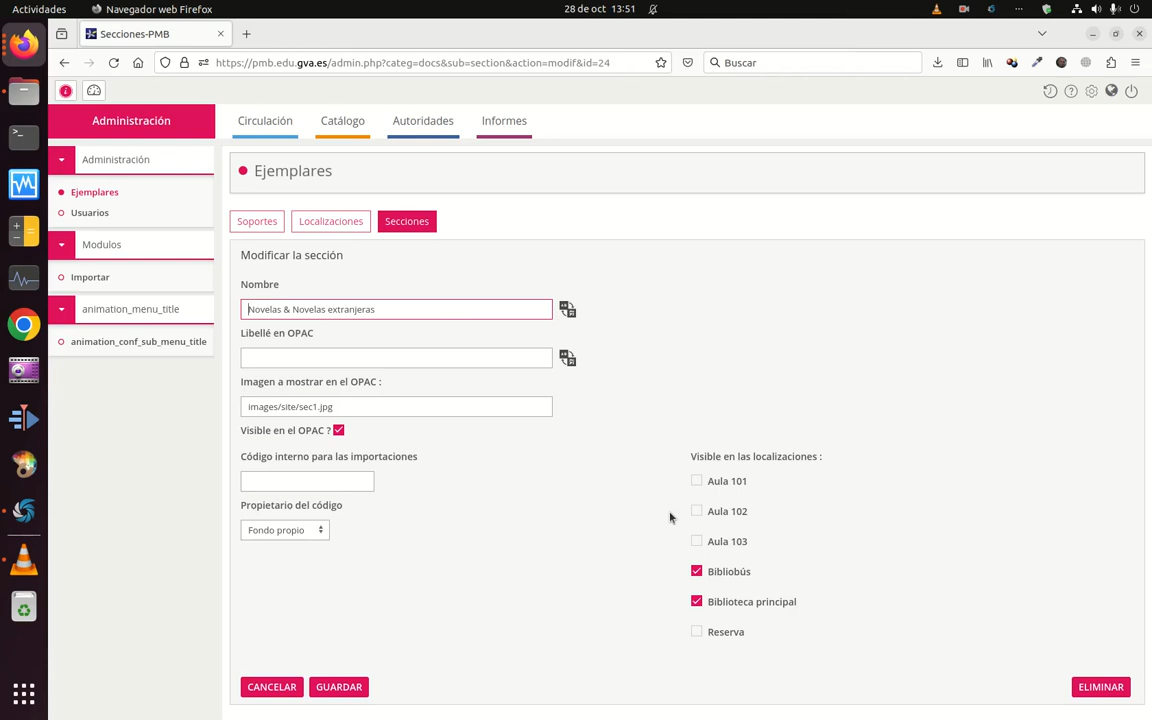 Actividades
Navegador web Firefox
28 de oct 13:51
Secciones-PMB
https://pmb.edu.gva.es/admin.php?categ=docs&sub=section&action=modif&id=24
Buscar
Administración
Circulación
Catálogo
Autoridades
Informes
Administración
Ejemplares
Usuarios
Modulos
Importar
animation_menu_title
animation_conf_sub_menu_title
Ejemplares
Soportes
Localizaciones
Secciones
Modificar la sección
Nombre
Novelas & Novelas extranjeras
Libellé en OPAC
Imagen a mostrar en el OPAC :
images/site/sec1.jpg
Visible en el OPAC ?
Código interno para las importaciones
Propietario del código
Fondo propio
Visible en las localizaciones :
Aula 101
Aula 102
Aula 103
Bibliobús
Biblioteca principal
Reserva
CANCELAR
GUARDAR
ELIMINAR